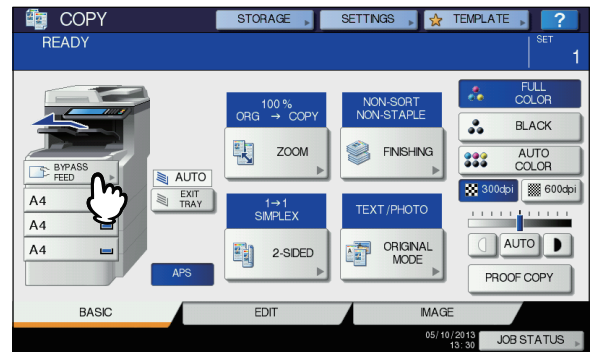 COPY
STORAGE
SETTINGS
TEMPLATE
?
READY
SET
1
BYPASS
FEED
A4
A4
A4
AUTO
EXIT
TRAY
APS
100 %
ORG → COPY
ZOOM
NON-SORT
NON-STAPLE
FINISHING
1→1
SIMPLEX
2-SIDED
TEXT/PHOTO
ORIGINAL
MODE
FULL
COLOR
BLACK
AUTO
COLOR
300dpi
600dpi
AUTO
PROOF COPY
BASIC
EDIT
IMAGE
05/10/2013
13:30
JOB STATUS